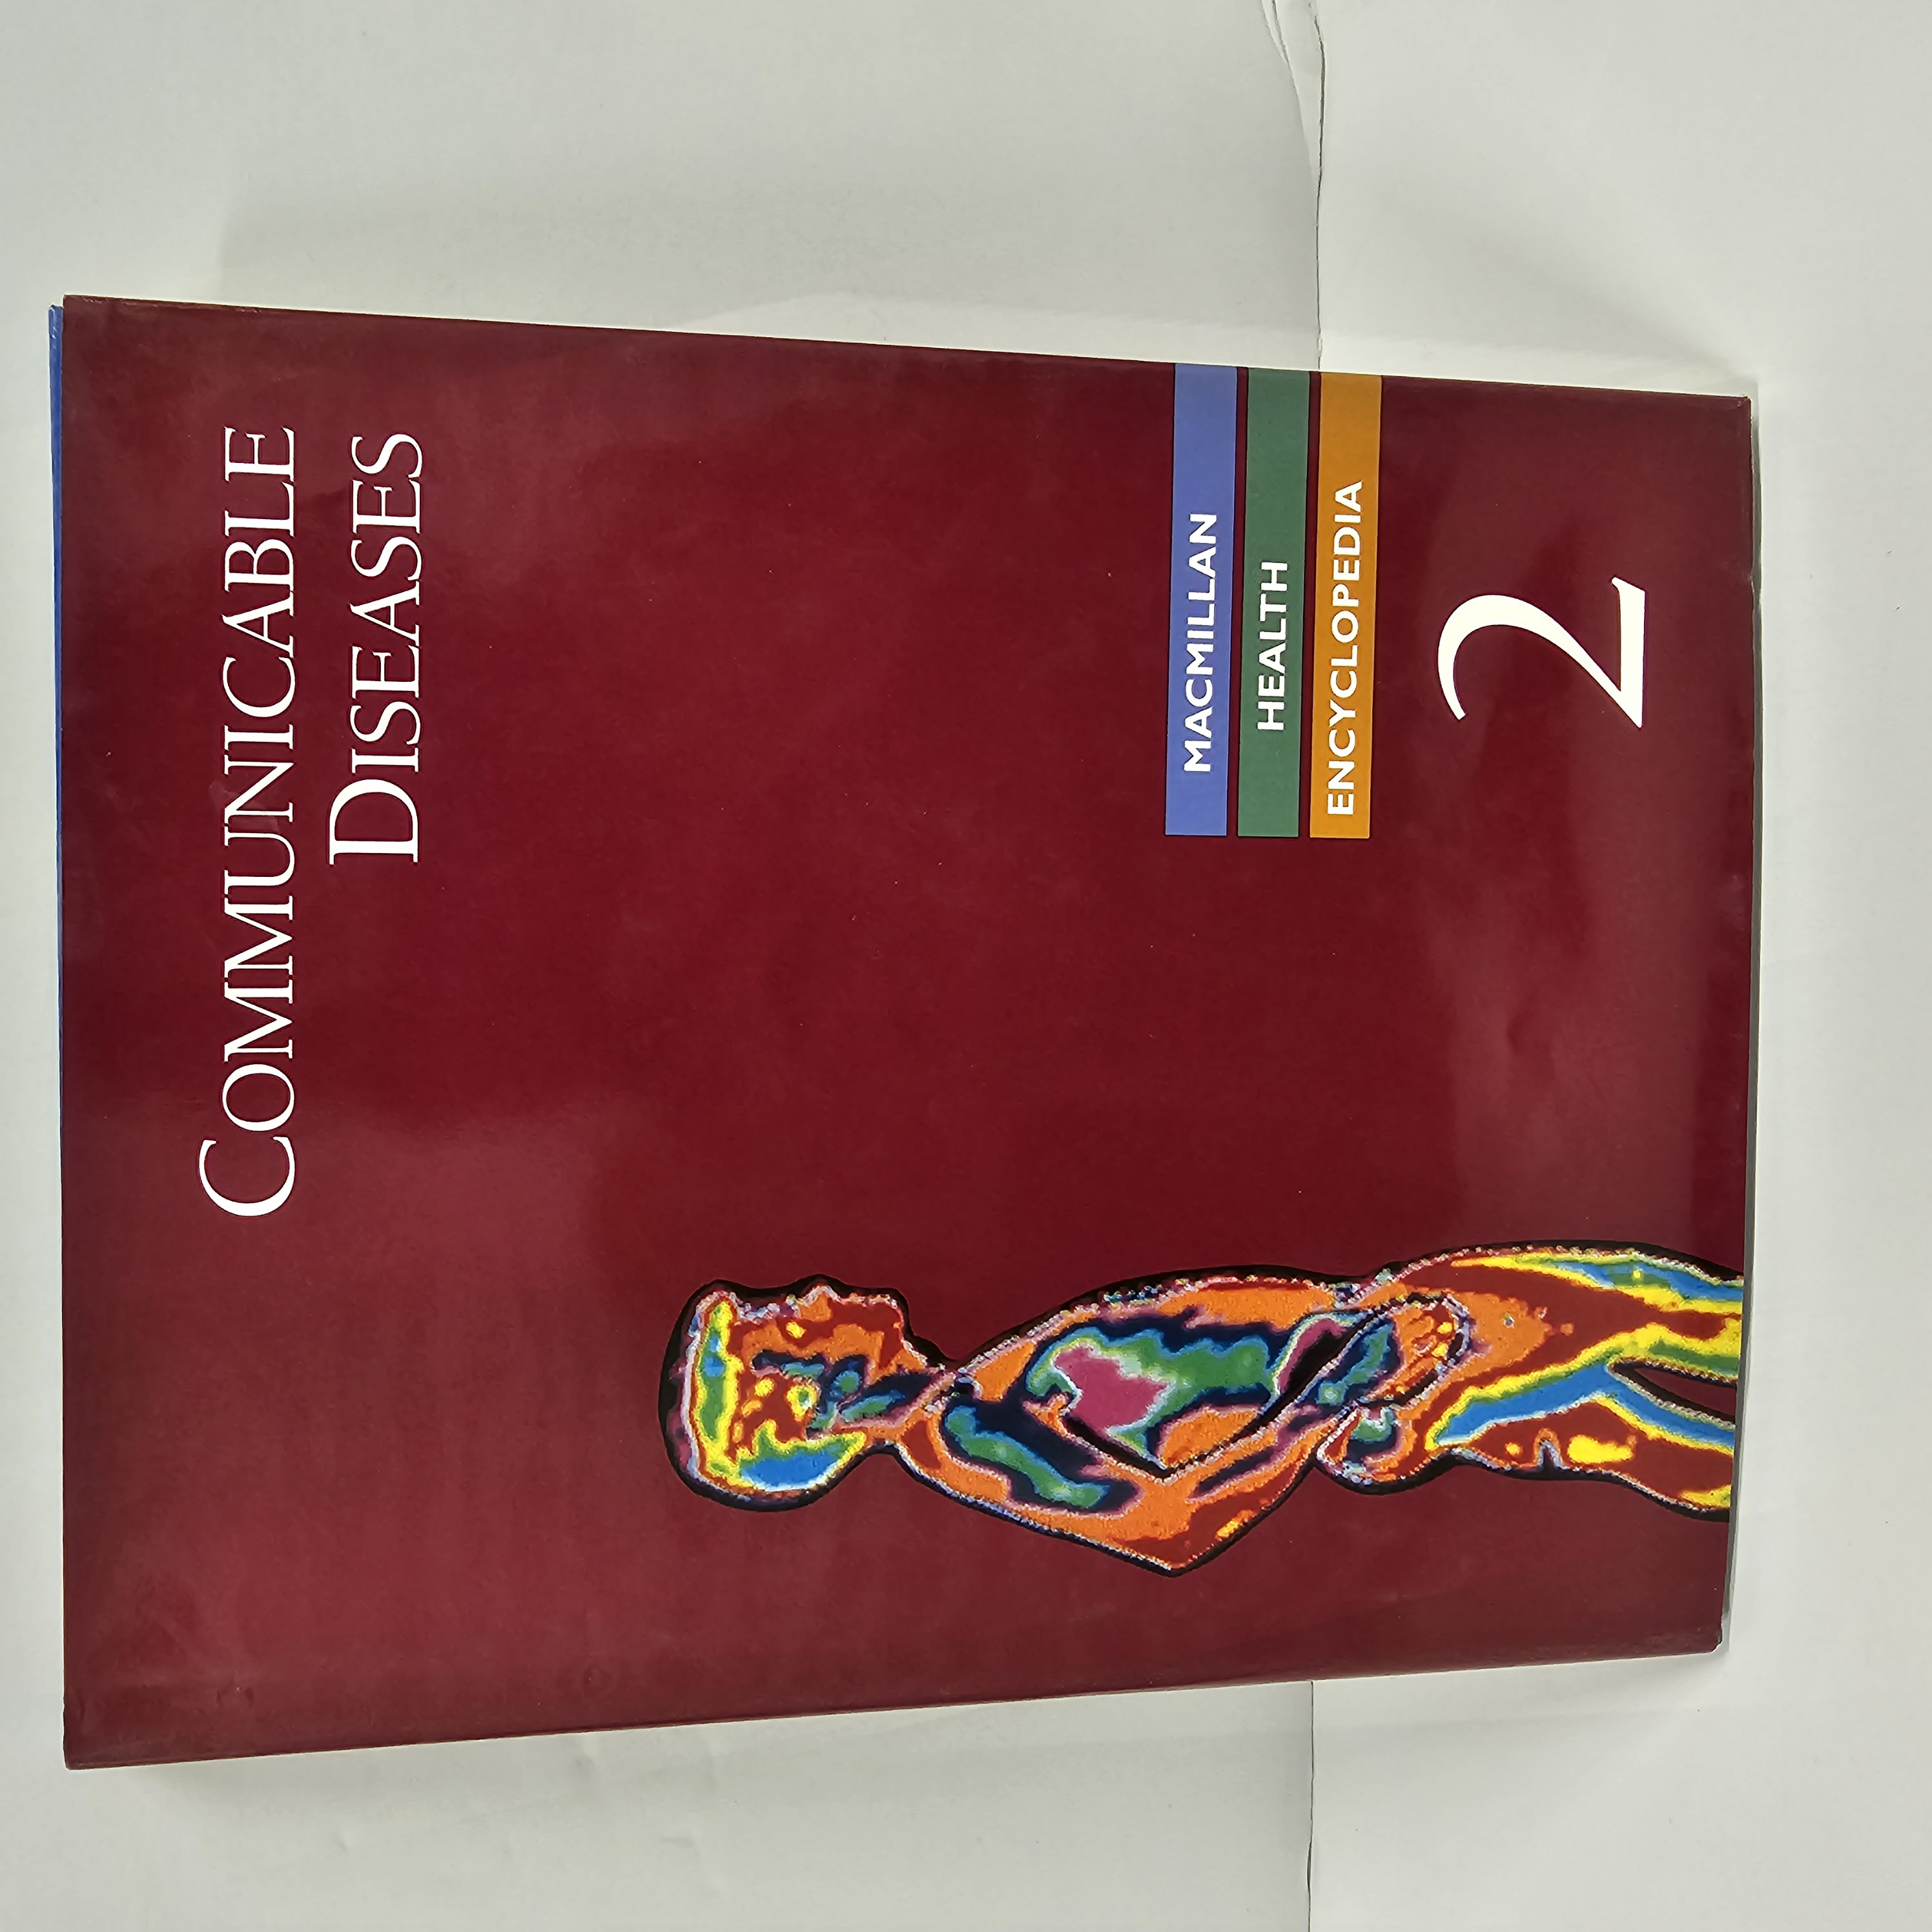 COMMUNICABLE
DISEASES
MACMILLAN
HEALTH
ENCYCLOPEDIA
2